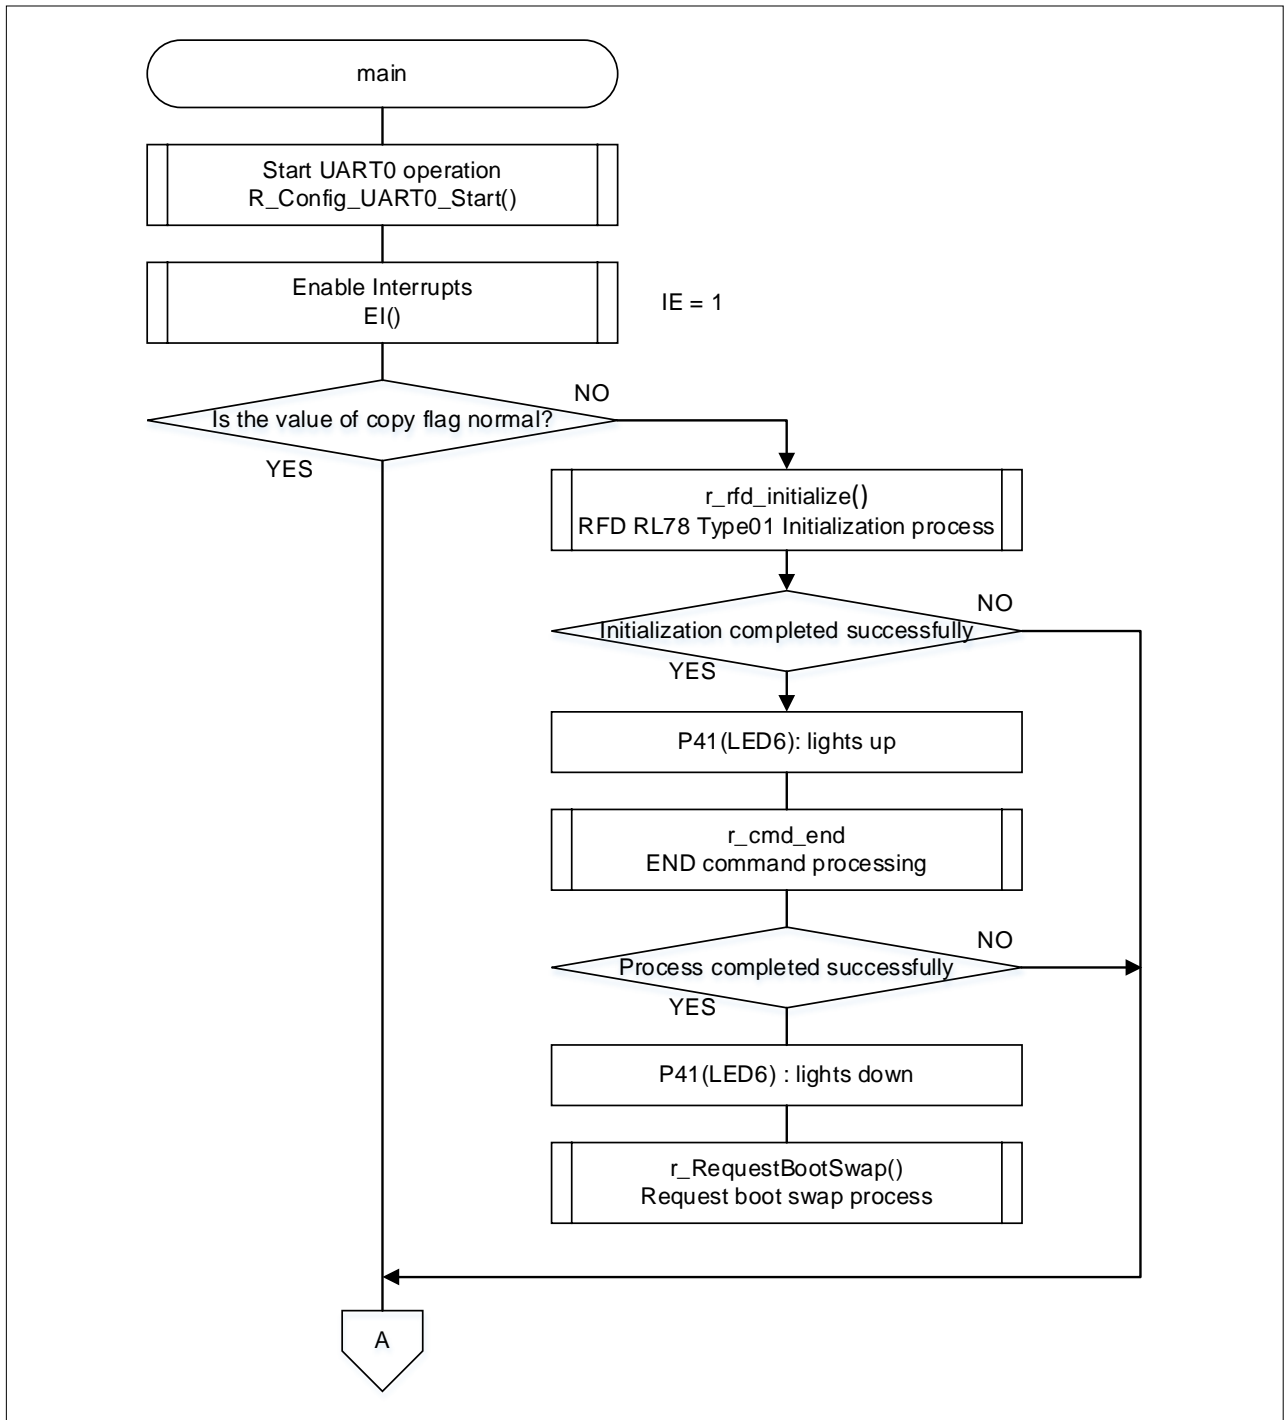 main
Start UART0 operation
R_Config_UART0_Start()
Enable Interrupts
EI()
IE = 1
Is the value of copy flag normal?
NO
YES
r_rfd_initialize()
RFD RL78 Type01 Initialization process
Initialization completed successfully
NO
YES
P41(LED6): lights up
r_cmd_end
END command processing
Process completed successfully
NO
YES
P41(LED6) : lights down
r_RequestBootSwap()
Request boot swap process
A